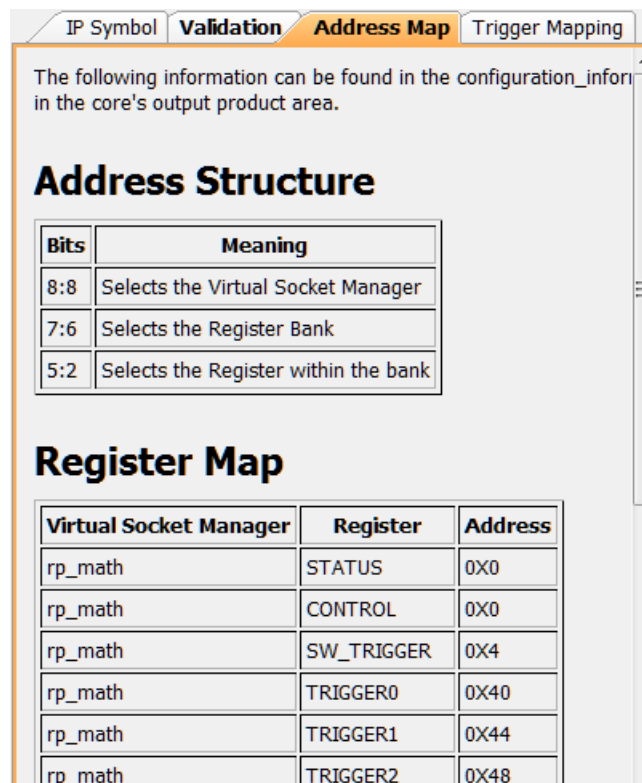 IP Symbol Validation Address Map Trigger Mapping
The following information can be found in the
in the core's output product area.
Address Structure
Bits Meaning
8:8 Selects the Virtual Socket Manager
7:6 Selects the Register Bank
5:2 Selects the Register within the bank
Register Map
Virtual Socket Manager Register Address
rp_math STATUS 0X0
rp_math CONTROL 0X0
rp_math SW_TRIGGER 0X4
rp_math TRIGGER0 0X40
rp_math TRIGGER1 0X44
rp_math TRIGGER2 0X48